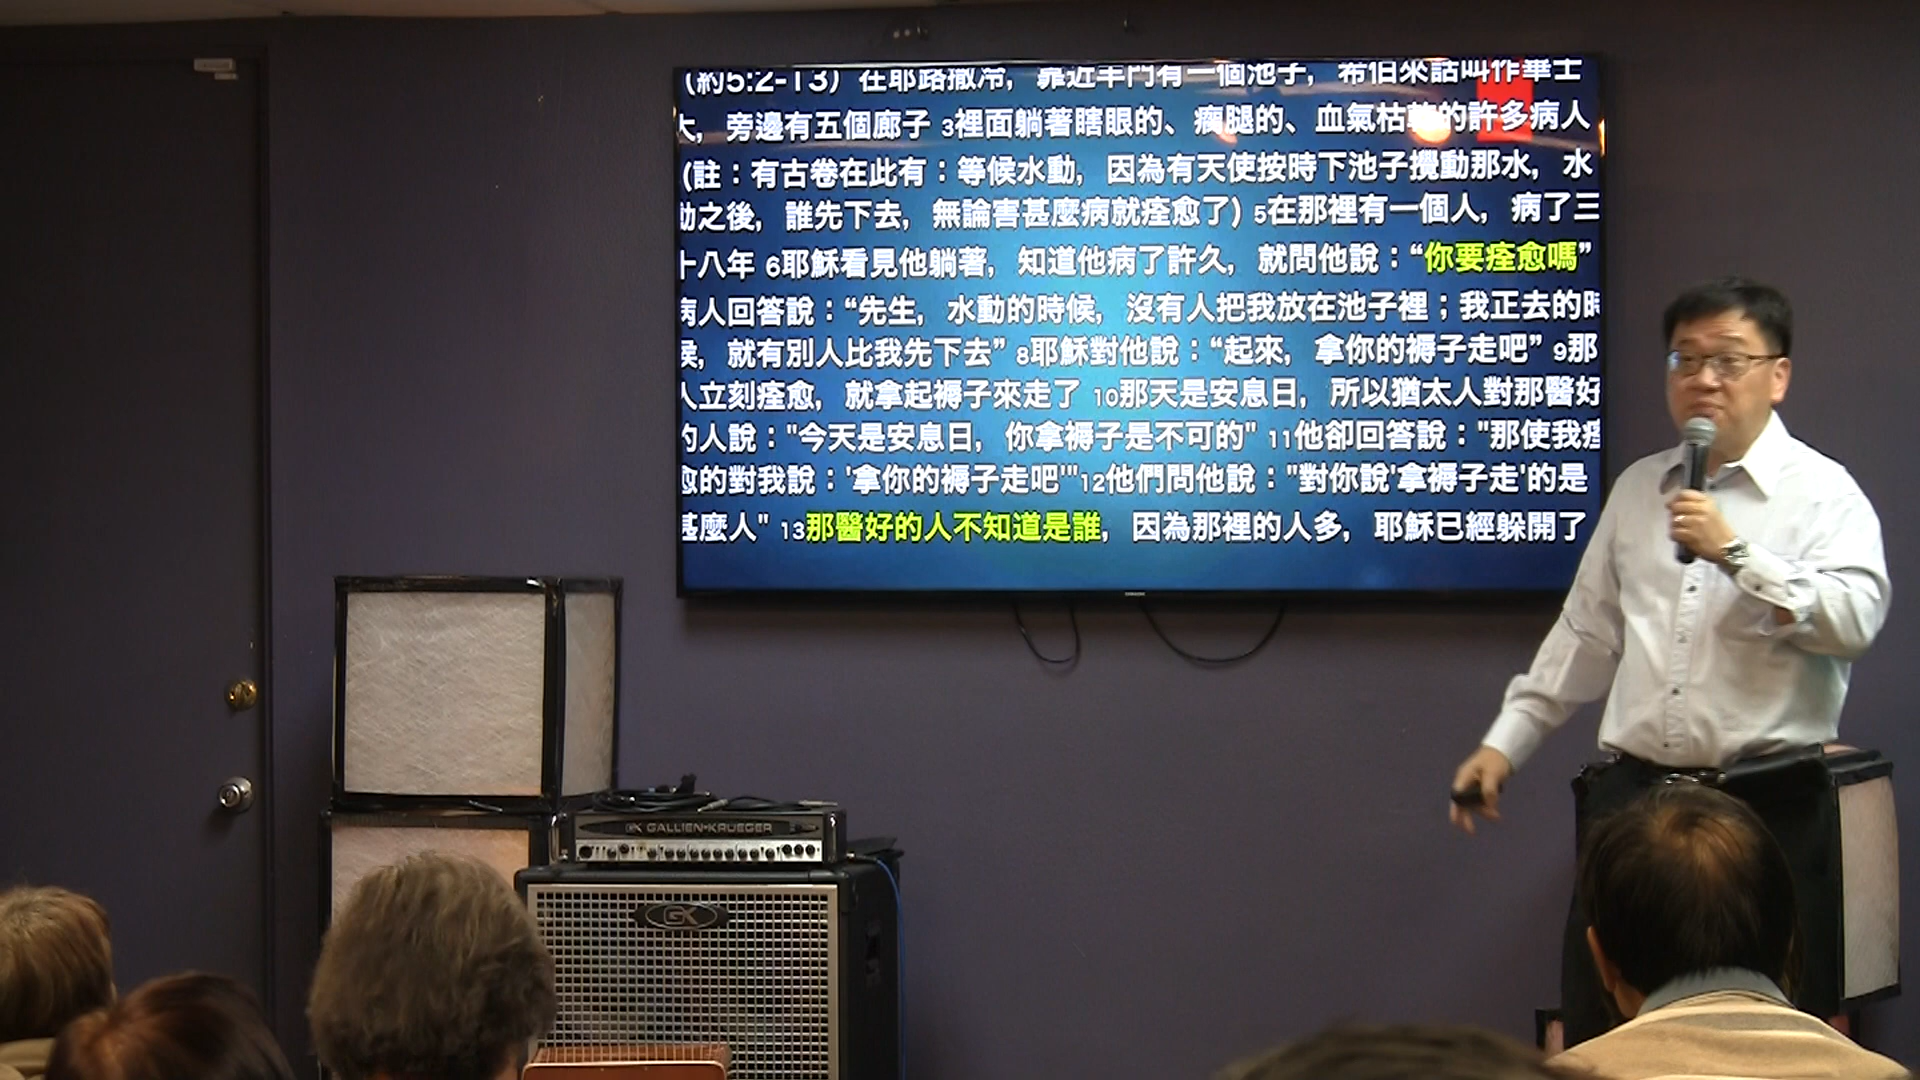 (約5:2-13) 在耶路撒冷，靠近羊門有一個池子，希伯來話叫作畢士
大，旁邊有五個廊子 3裡面躺著瞎眼的、瘸腿的、血氣枯乾的許多病人
(註：有古卷在此有：等候水動，因為有天使按時下池子攪動那水，水
動之後，誰先下去，無論害甚麼病就痊愈了) 5在那裡有一個人，病了三
十八年 6耶穌看見他躺著，知道他病了許久，就問他說：“你要痊愈嗎”
病人回答說：“先生，水動的時候，沒有人把我放在池子裡；我正去的時
候，就有別人比我先下去” 8耶穌對他說：“起來，拿你的褥子走吧” 9那
人立刻痊愈，就拿起褥子來走了 10那天是安息日，所以猶太人對那醫好
的人說："今天是安息日，你拿褥子是不可的" 11他卻回答說："那使我痊
愈的對我說：'拿你的褥子走吧'"12他們問他說："對你說'拿褥子走'的是
甚麼人" 13那醫好的人不知道是誰，因為那裡的人多，耶穌已經躲開了
SAMSUNG
GK GALLIEN-KRUEGER
GK